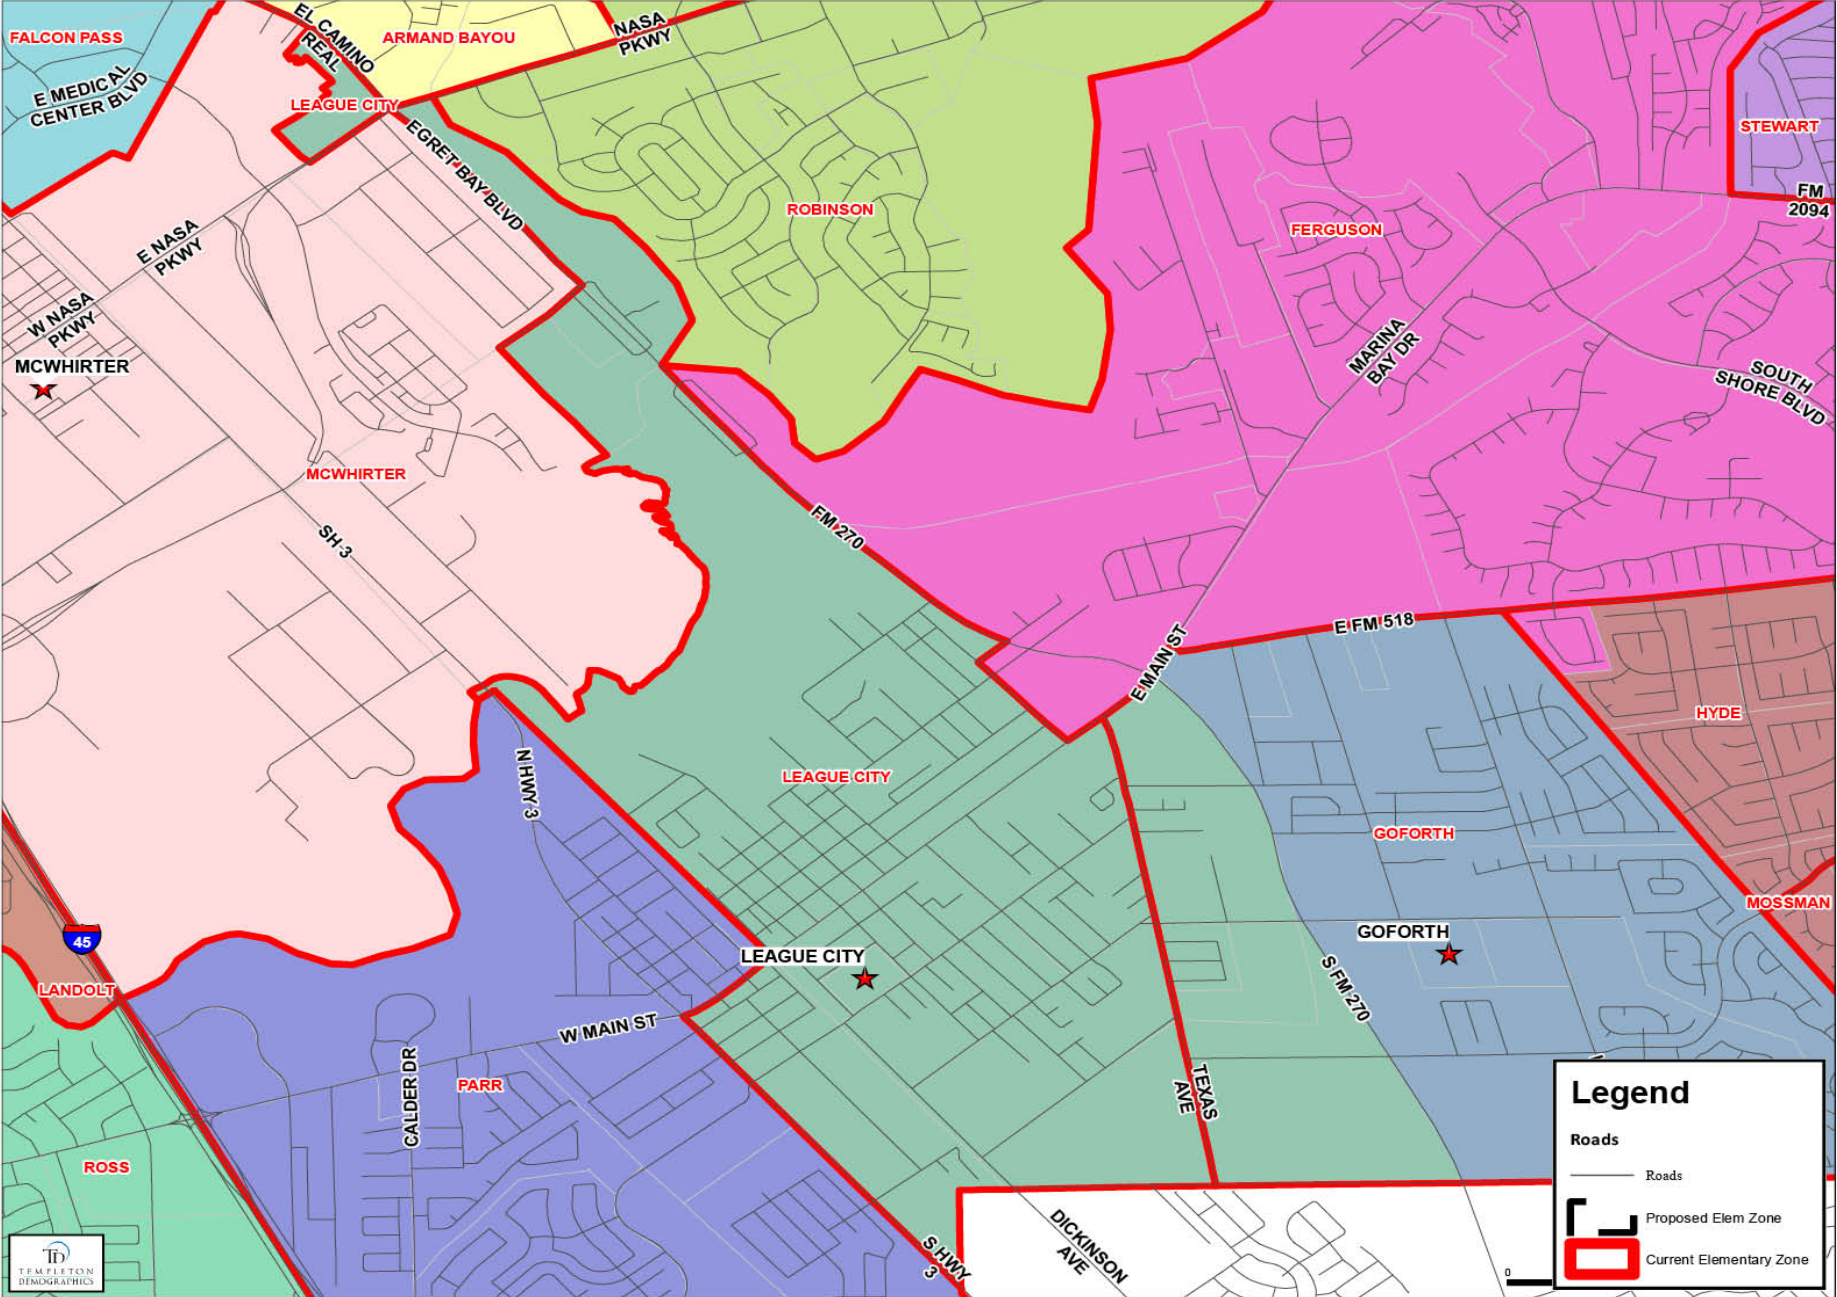 FALCON PASS
E MEDICAL
CENTER BLVD
EL CAMINO
REAL
ARMAND BAYOU
NASA
PKWY
LEAGUE CITY
EGRET BAY BLVD
STEWART
FM
2094
ROBINSON
FERGUSON
E NASA
PKWY
W NASA
PKWY
MCWHIRTER
MARINA
BAY DR
SOUTH
SHORE BLVD
MCWHIRTER
SH 3
FM 270
E FM 518
E MAIN ST
HYDE
N HWY 3
LEAGUE CITY
GOFORTH
MOSSMAN
45
LEAGUE CITY
GOFORTH
LANDOLT
S FM 270
W MAIN ST
CALDER DR
PARR
TEXAS
AVE
ROSS
DICKINSON
AVE
S HWY
3
Legend
Roads
Roads
Proposed Elem Zone
Current Elementary Zone
0
TD
TEMPLETON
DEMOGRAPHICS